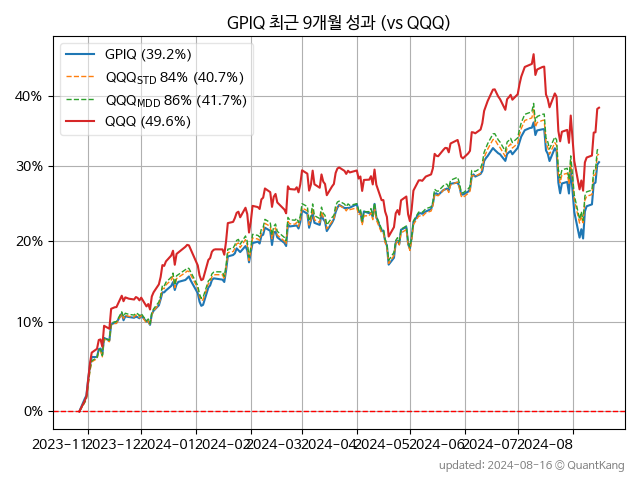 GPIQ 최근 9개월 성과 (vs QQQ)
GPIQ (39.2%)
QQQSTD 84% (40.7%)
QQQMDD 86% (41.7%)
QQQ (49.6%)
40%
30%
20%
10%
0%
2023-11 2023-12 2024-01 2024-02 2024-03 2024-04 2024-05 2024-06 2024-07 2024-08
updated: 2024-08-16 © QuantKang